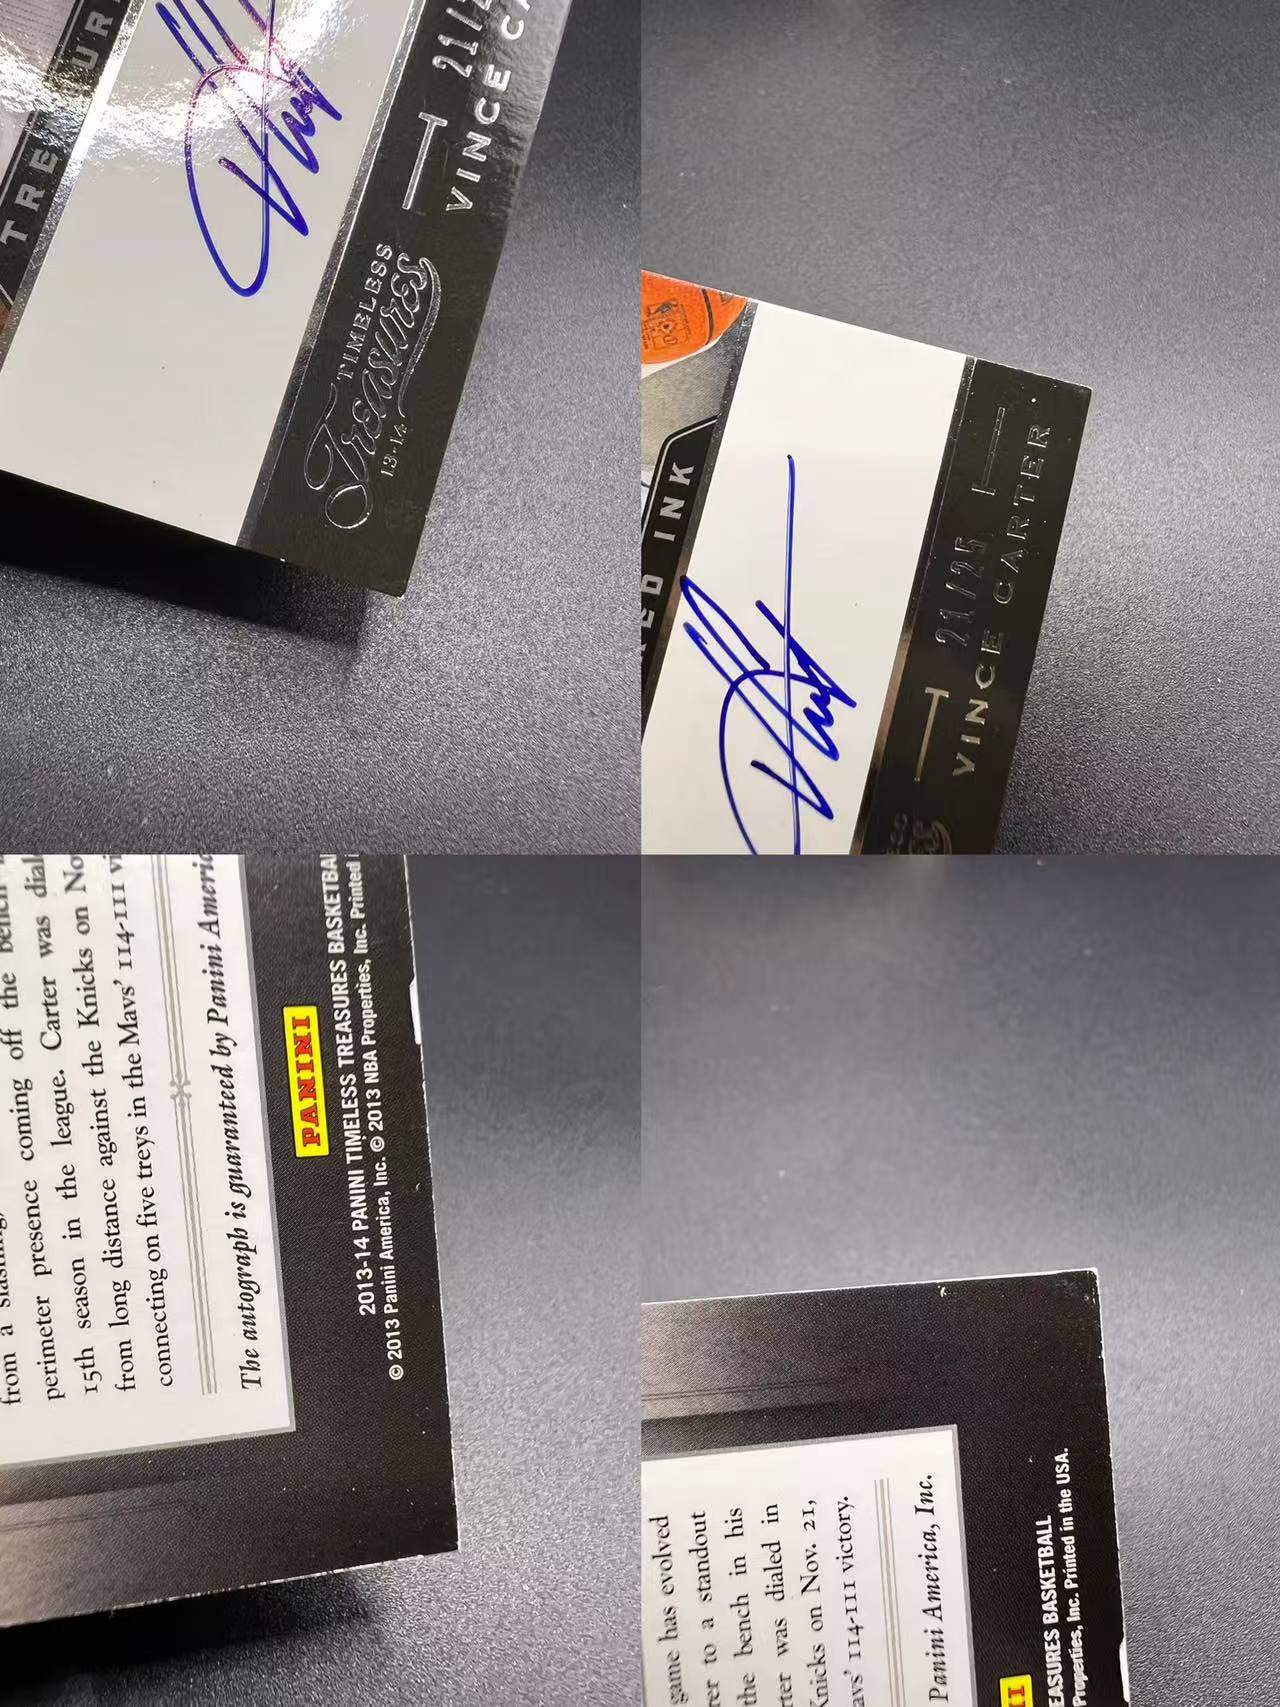 TRE
UR
21/2
VINCE CA
TIMELESS
Treasures
13-14
ED INK
21/25
VINCE CARTER
from a
perimeter presence coming off the bench
15th season in the league. Carter was dial
from long distance against the Knicks on No
connecting on five treys in the Mavs' 114-111 vi
The autograph is guaranteed by Panini Americ
PANINI
2013-14 PANINI TIMELESS TREASURES BASKETBAL
© 2013 Panini America, Inc. © 2013 NBA Properties, Inc. Printed i
game has evolved
rer to a standout
the bench in his
rter was dialed in
Knicks on Nov. 21,
avs' 114-111 victory.
Panini America, Inc.
EASURES BASKETBALL
Properties, Inc. Printed in the USA.